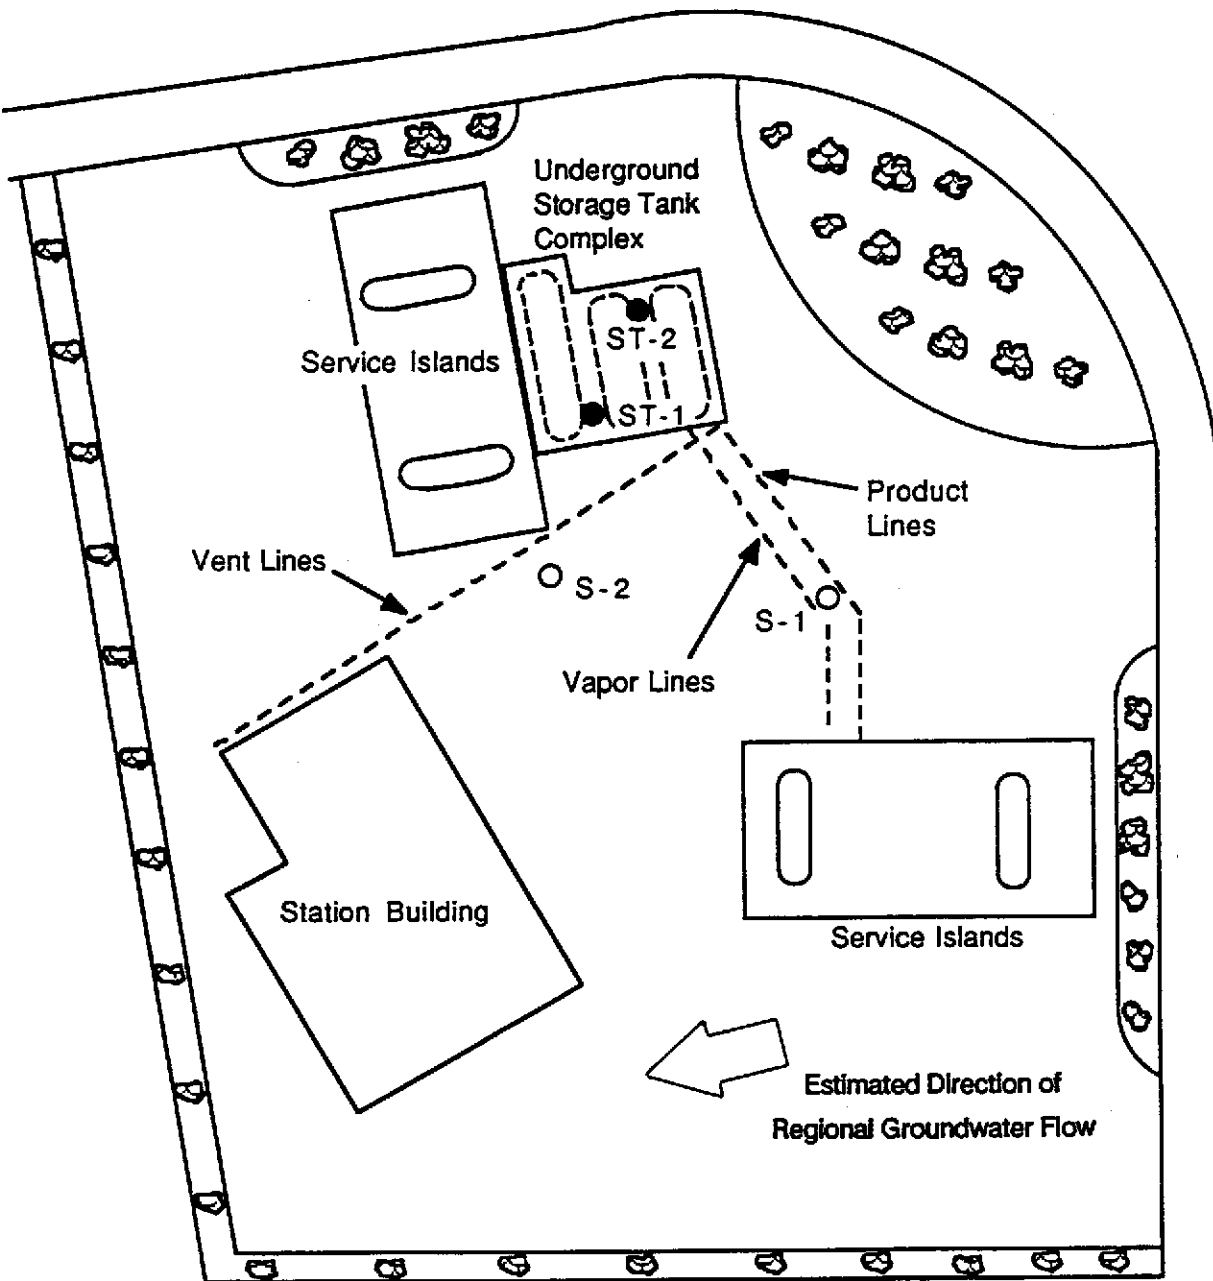 Underground
Storage Tank
Complex
ST-2
Service Islands
ST-1
Product
Lines
Vent Lines
S-2
S-1
Vapor Lines
Station Building
Service Islands
Estimated Direction of
Regional Groundwater Flow